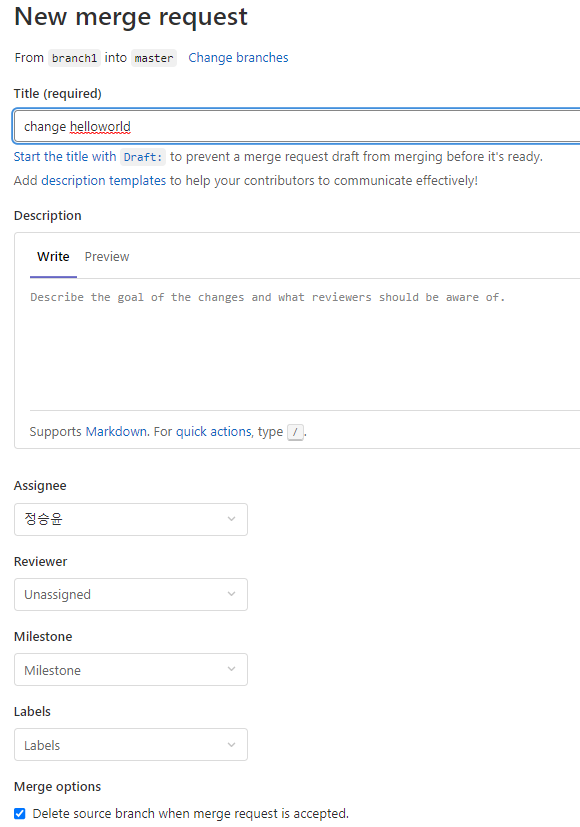 New merge request
From branch1 into master Change branches
Title (required)
change helloworld
Start the title with Draft: to prevent a merge request draft from merging before it's ready.
Add description templates to help your contributors to communicate effectively!
Description
Write Preview
Describe the goal of the changes and what reviewers should be aware of.
Supports Markdown. For quick actions, type /.
Assignee
정승윤
Reviewer
Unassigned
Milestone
Milestone
Labels
Labels
Merge options
Delete source branch when merge request is accepted.